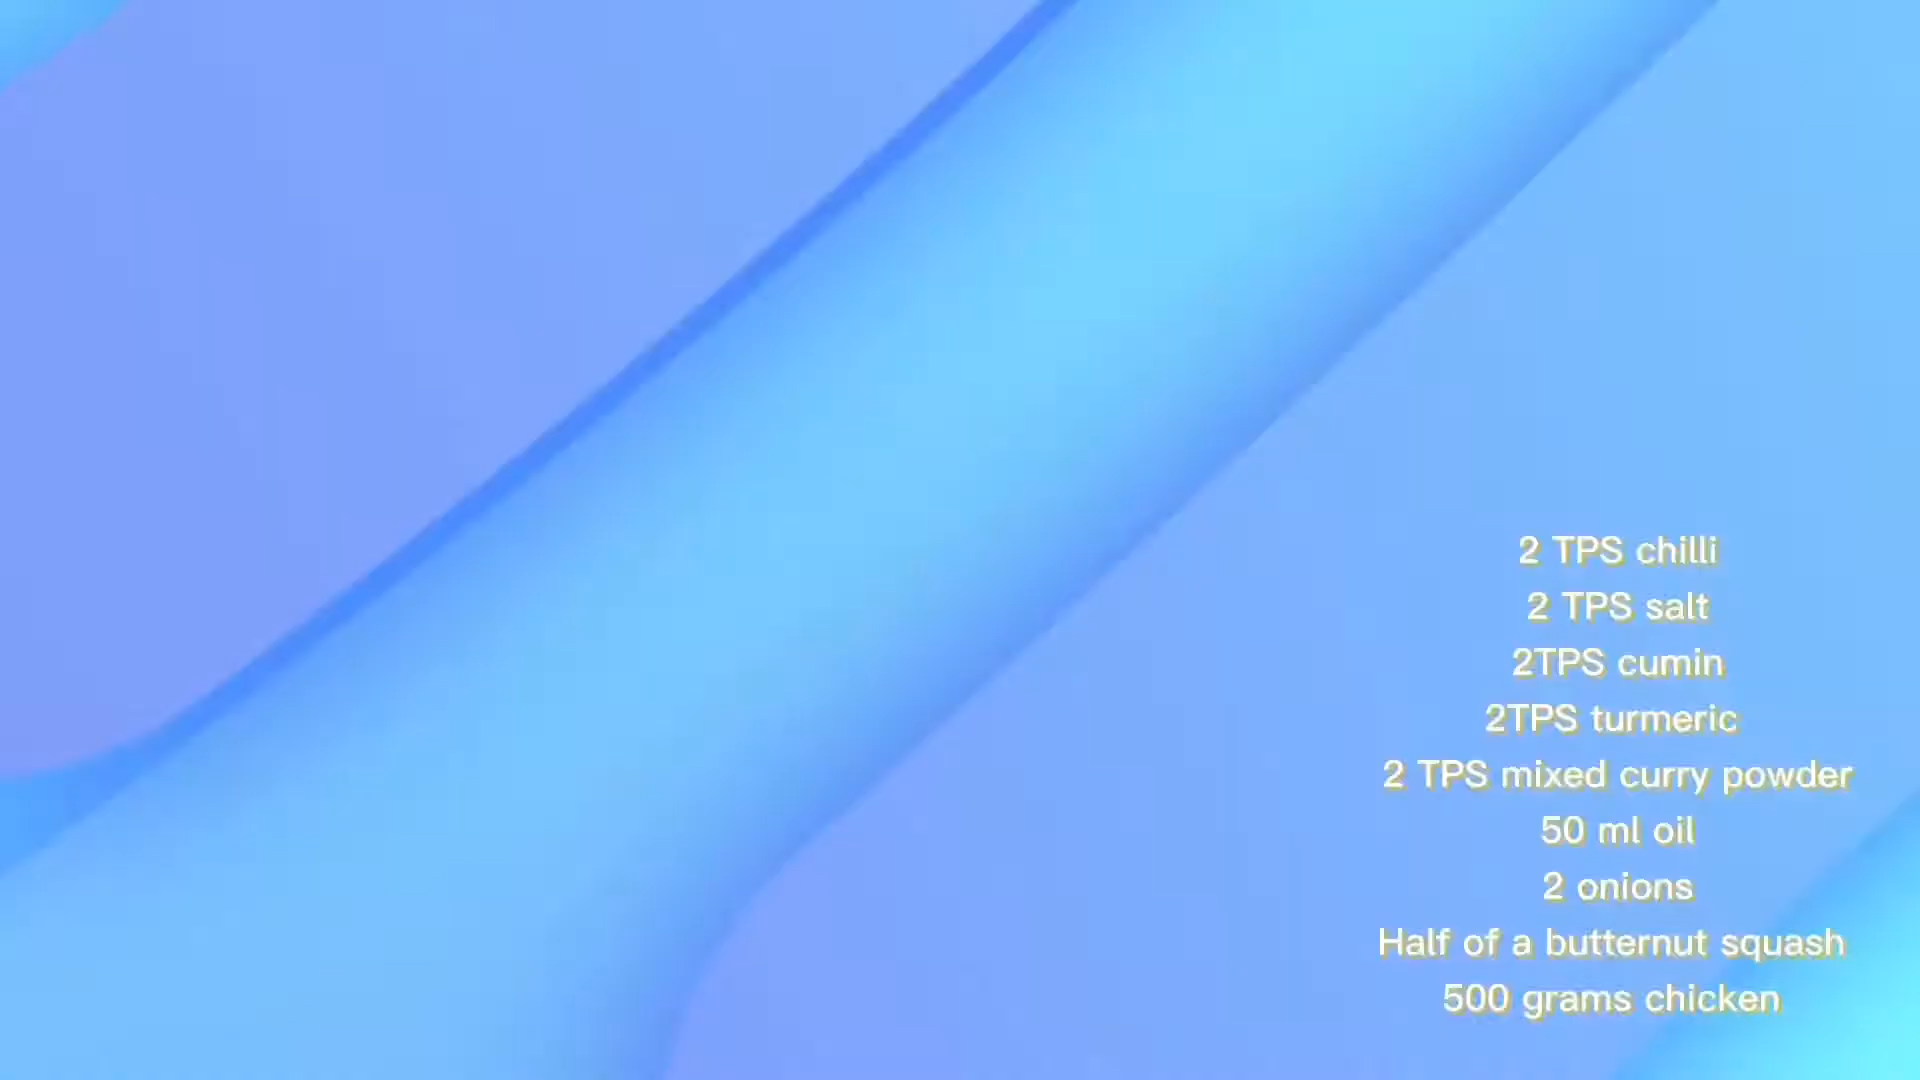 2 TPS chilli
2 TPS salt
2TPS cumin
2TPS turmeric
2 TPS mixed curry powder
50 ml oil
2 onions
Half of a butternut squash
500 grams chicken